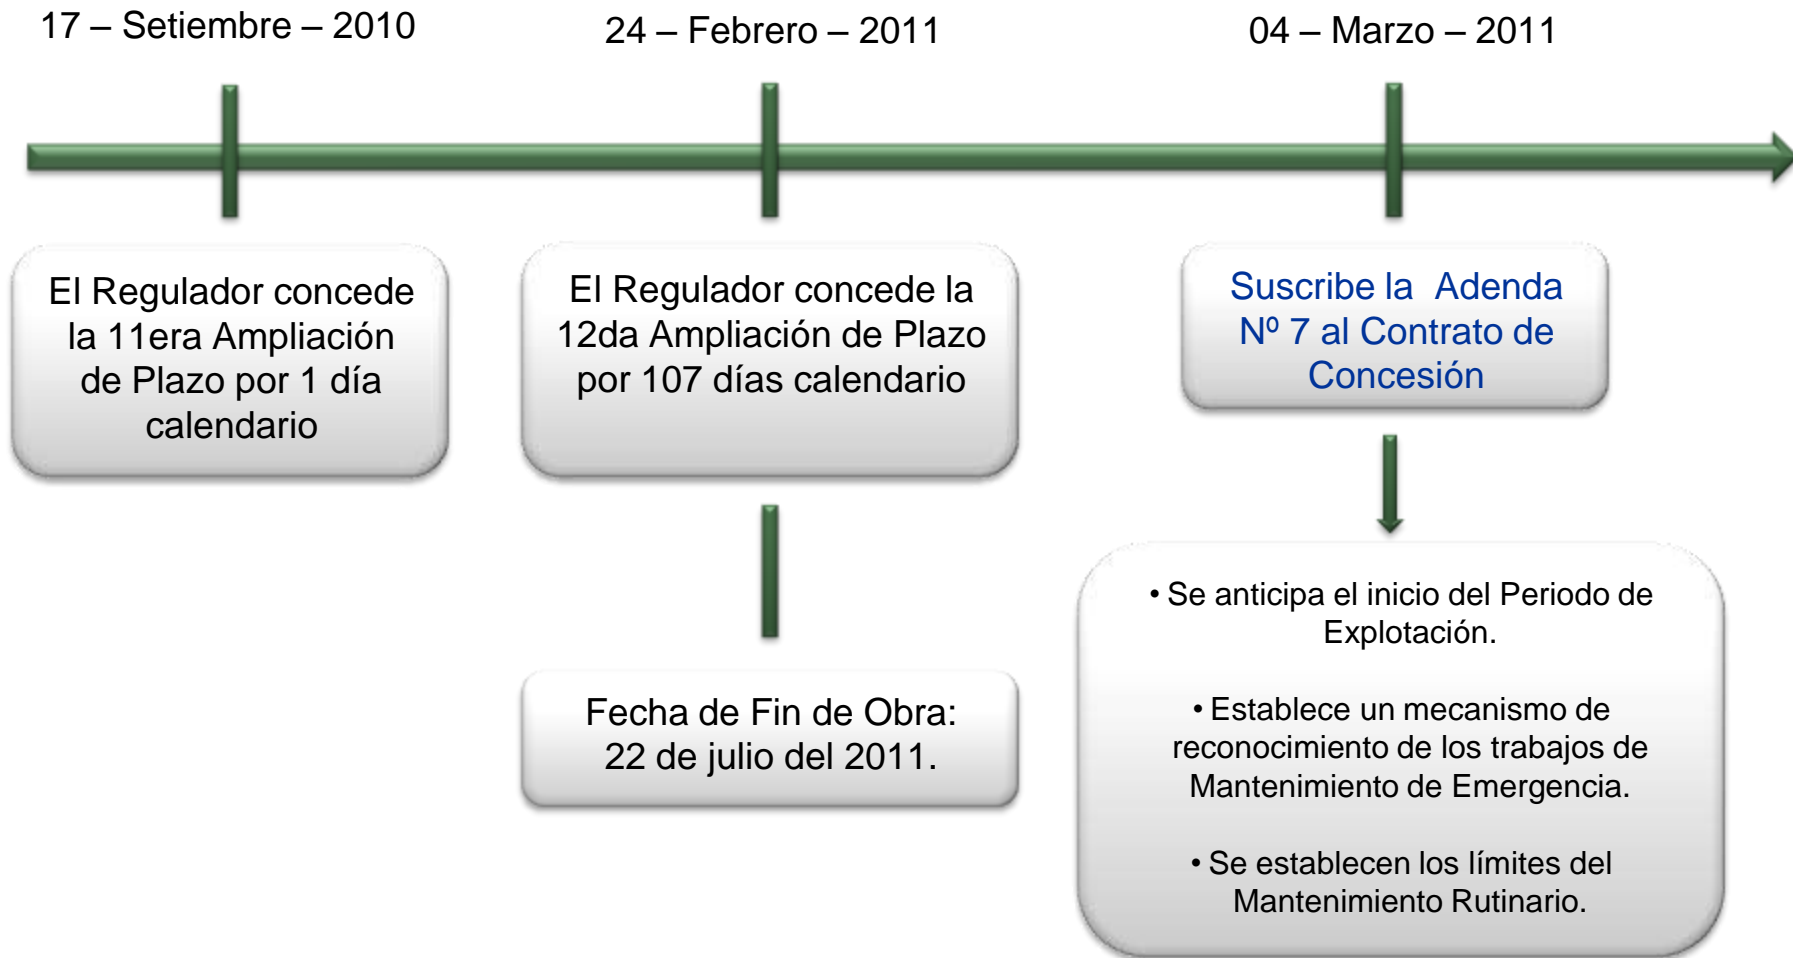 17 – Setiembre – 2010
24 – Febrero – 2011
04 – Marzo – 2011
El Regulador concede
la 11era Ampliación
de Plazo por 1 día
calendario
El Regulador concede la
12da Ampliación de Plazo
por 107 días calendario
Fecha de Fin de Obra:
22 de julio del 2011.
Suscribe la Adenda
Nº 7 al Contrato de
Concesión
• Se anticipa el inicio del Periodo de
Explotación.
• Establece un mecanismo de
reconocimiento de los trabajos de
Mantenimiento de Emergencia.
• Se establecen los límites del
Mantenimiento Rutinario.